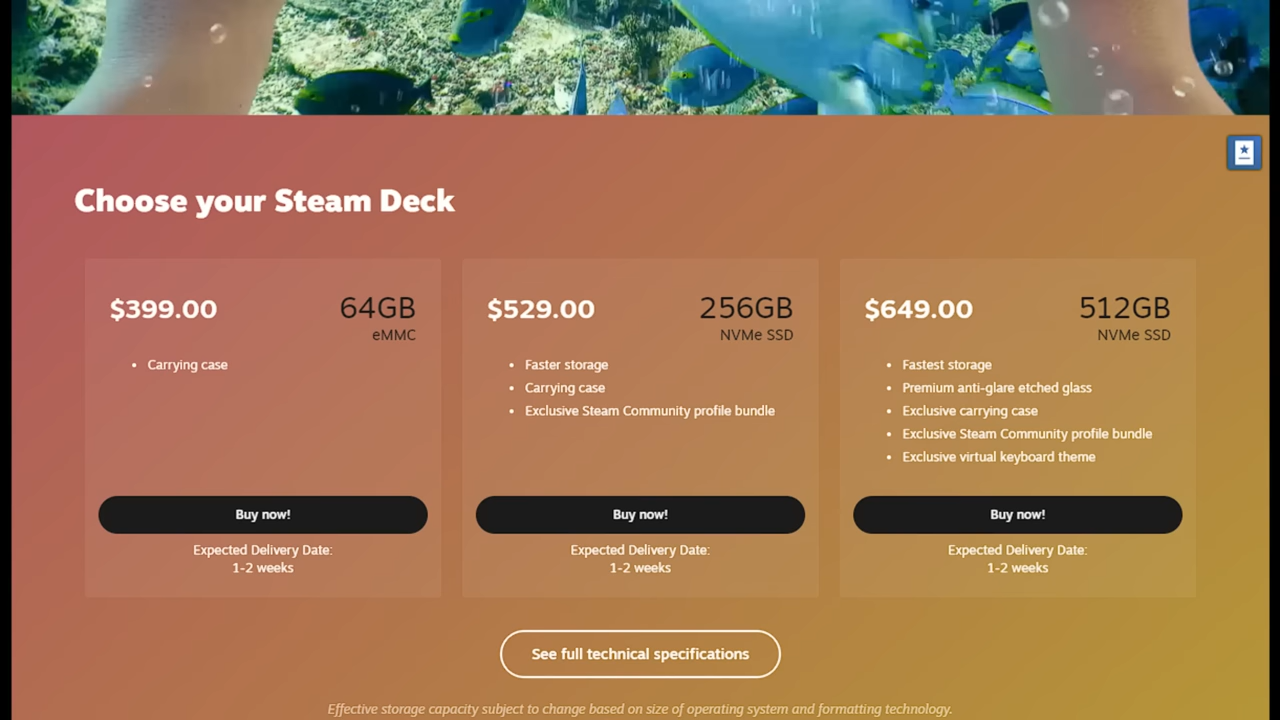 Choose your Steam Deck
$399.00
64GB
eMMC
• Carrying case
Buy now!
Expected Delivery Date:
1-2 weeks
$529.00
256GB
NVMe SSD
• Faster storage
• Carrying case
• Exclusive Steam Community profile bundle
Buy now!
Expected Delivery Date:
1-2 weeks
$649.00
512GB
NVMe SSD
• Fastest storage
• Premium anti-glare etched glass
• Exclusive carrying case
• Exclusive Steam Community profile bundle
• Exclusive virtual keyboard theme
Buy now!
Expected Delivery Date:
1-2 weeks
See full technical specifications
Effective storage capacity subject to change based on size of operating system and formatting technology.